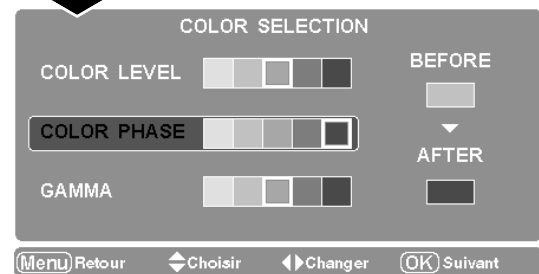 COLOR SELECTION
COLOR LEVEL
BEFORE
COLOR PHASE
AFTER
GAMMA
Menu Retour Choisir Changer OK Suivant